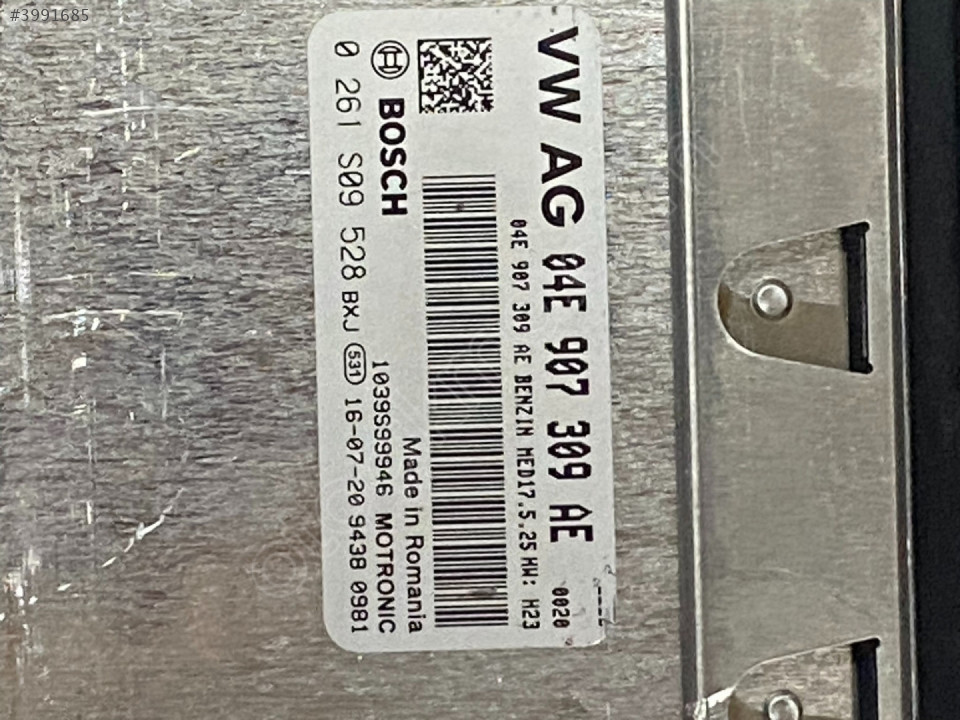 #3991685
VW AG 04E 907 309 AE
0020
04E 907 309 AE BENZIN MED17.5.25 HW: H23
BOSCH
Made in Romania
1039S99946 MOTRONIC
0 261 S09 528 BXJ 531 16-07-20 9438 0981